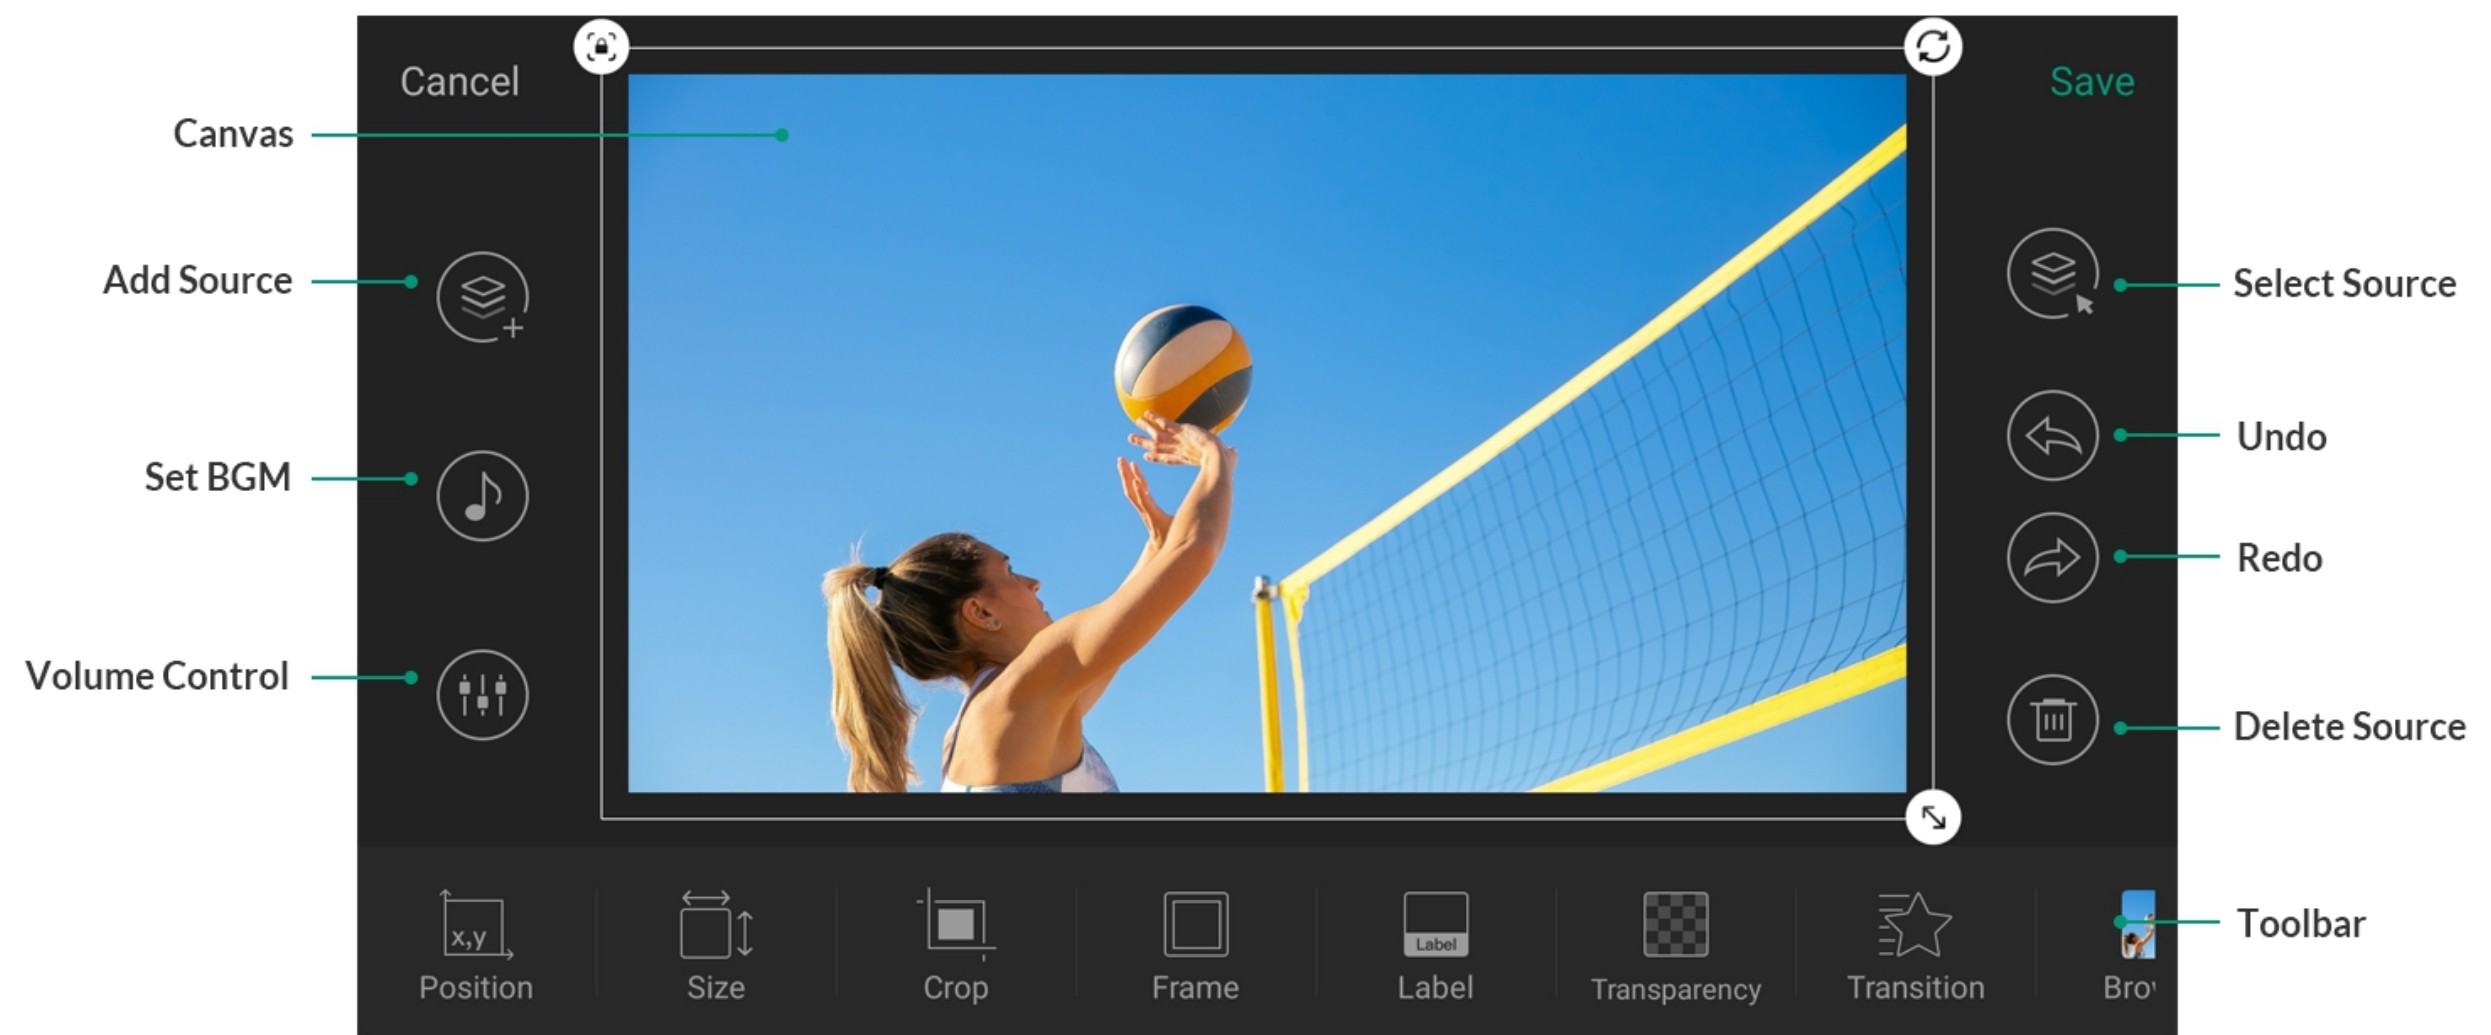 Cancel
Save
Canvas
Add Source
Select Source
Undo
Set BGM
Redo
Volume Control
Delete Source
Toolbar
x,y
Label
Position
Size
Crop
Frame
Label
Transparency
Transition